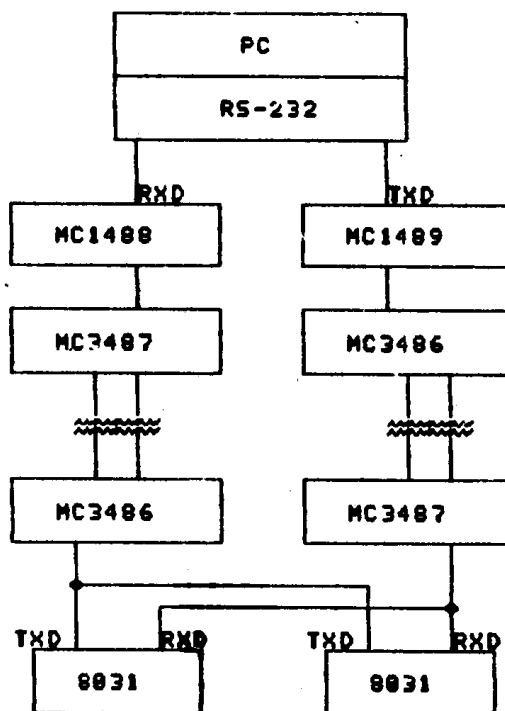 PC
RS-232
RXD TXD
MC1488 MC1489
MC3487 MC3486
MC3486 MC3487
TXD RXD TXD RXD
8031 8031